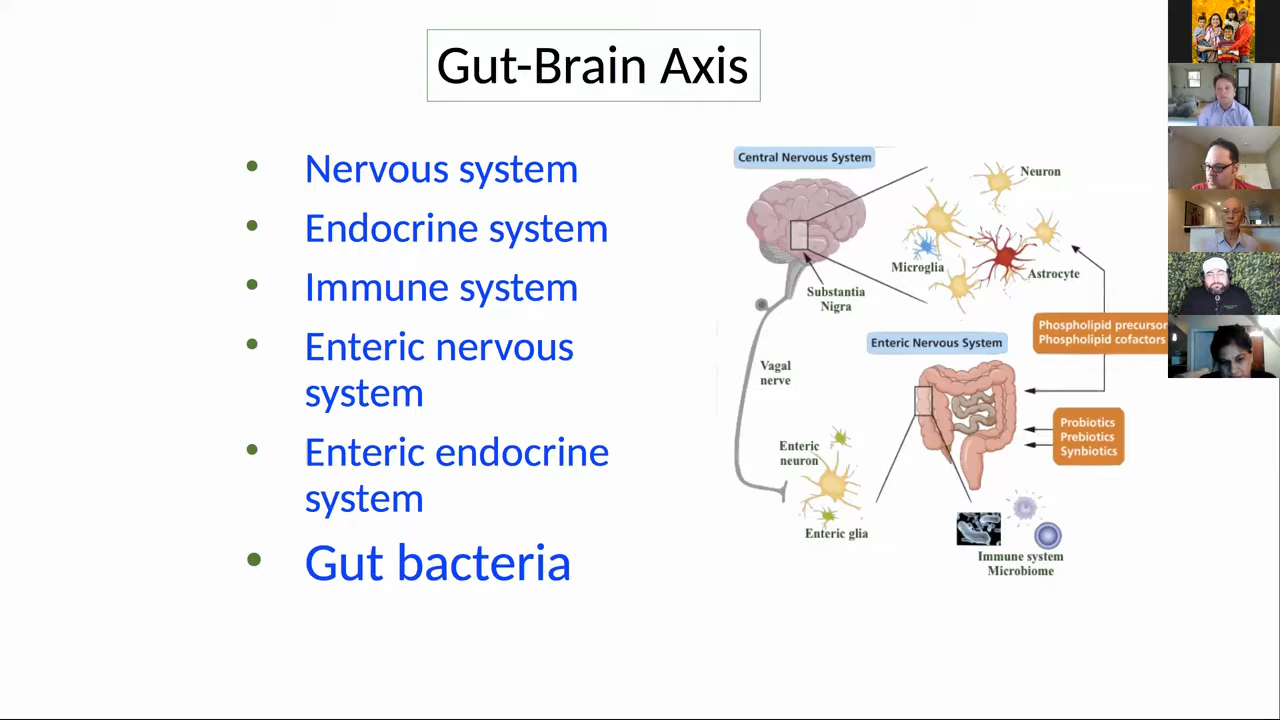 Gut-Brain Axis
Nervous system
Endocrine system
Immune system
Enteric nervous
system
Enteric endocrine
system
Gut bacteria
Central Nervous System
Neuron
Microglia
Astrocyte
Substantia
Nigra
Phospholipid precursor
Phospholipid cofactors
Enteric Nervous System
Vagal
nerve
Probiotics
Prebiotics
Synbiotics
Enteric
neuron
Enteric glia
Immune system
Microbiome